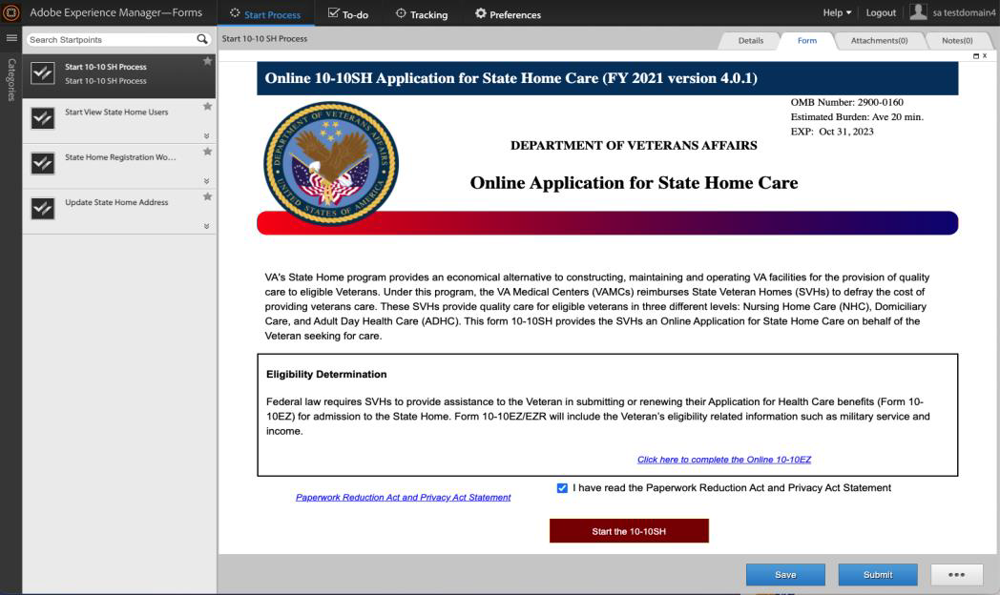 Adobe Experience Manager—Forms
Start Process
To-do
Tracking
Preferences
Help
Logout
sa testdomain4
Search Startpoints
Categories
Start 10-10 SH Process
Start 10-10 SH Process
Start View State Home Users
State Home Registration Wo...
Update State Home Address
Start 10-10 SH Process
Details
Form
Attachments(0)
Notes(0)
Online 10-10SH Application for State Home Care (FY 2021 version 4.0.1)
OMB Number: 2900-0160
Estimated Burden: Ave 20 min.
EXP: Oct 31, 2023
DEPARTMENT OF VETERANS AFFAIRS
UNITED STATES OF AMERICA
DEPARTMENT OF VETERANS AFFAIRS
Online Application for State Home Care
VA's State Home program provides an economical alternative to constructing, maintaining and operating VA facilities for the provision of quality
care to eligible Veterans. Under this program, the VA Medical Centers (VAMCs) reimburses State Veteran Homes (SVHs) to defray the cost of
providing veterans care. These SVHs provide quality care for eligible veterans in three different levels: Nursing Home Care (NHC), Domiciliary
Care, and Adult Day Health Care (ADHC). This form 10-10SH provides the SVHs an Online Application for State Home Care on behalf of the
Veteran seeking for care.
Eligibility Determination
Federal law requires SVHs to provide assistance to the Veteran in submitting or renewing their Application for Health Care benefits (Form 10-
10EZ) for admission to the State Home. Form 10-10EZ/EZR will include the Veteran's eligibility related information such as military service and
income.
Click here to complete the Online 10-10EZ
I have read the Paperwork Reduction Act and Privacy Act Statement
Paperwork Reduction Act and Privacy Act Statement
Start the 10-10SH
Save
Submit